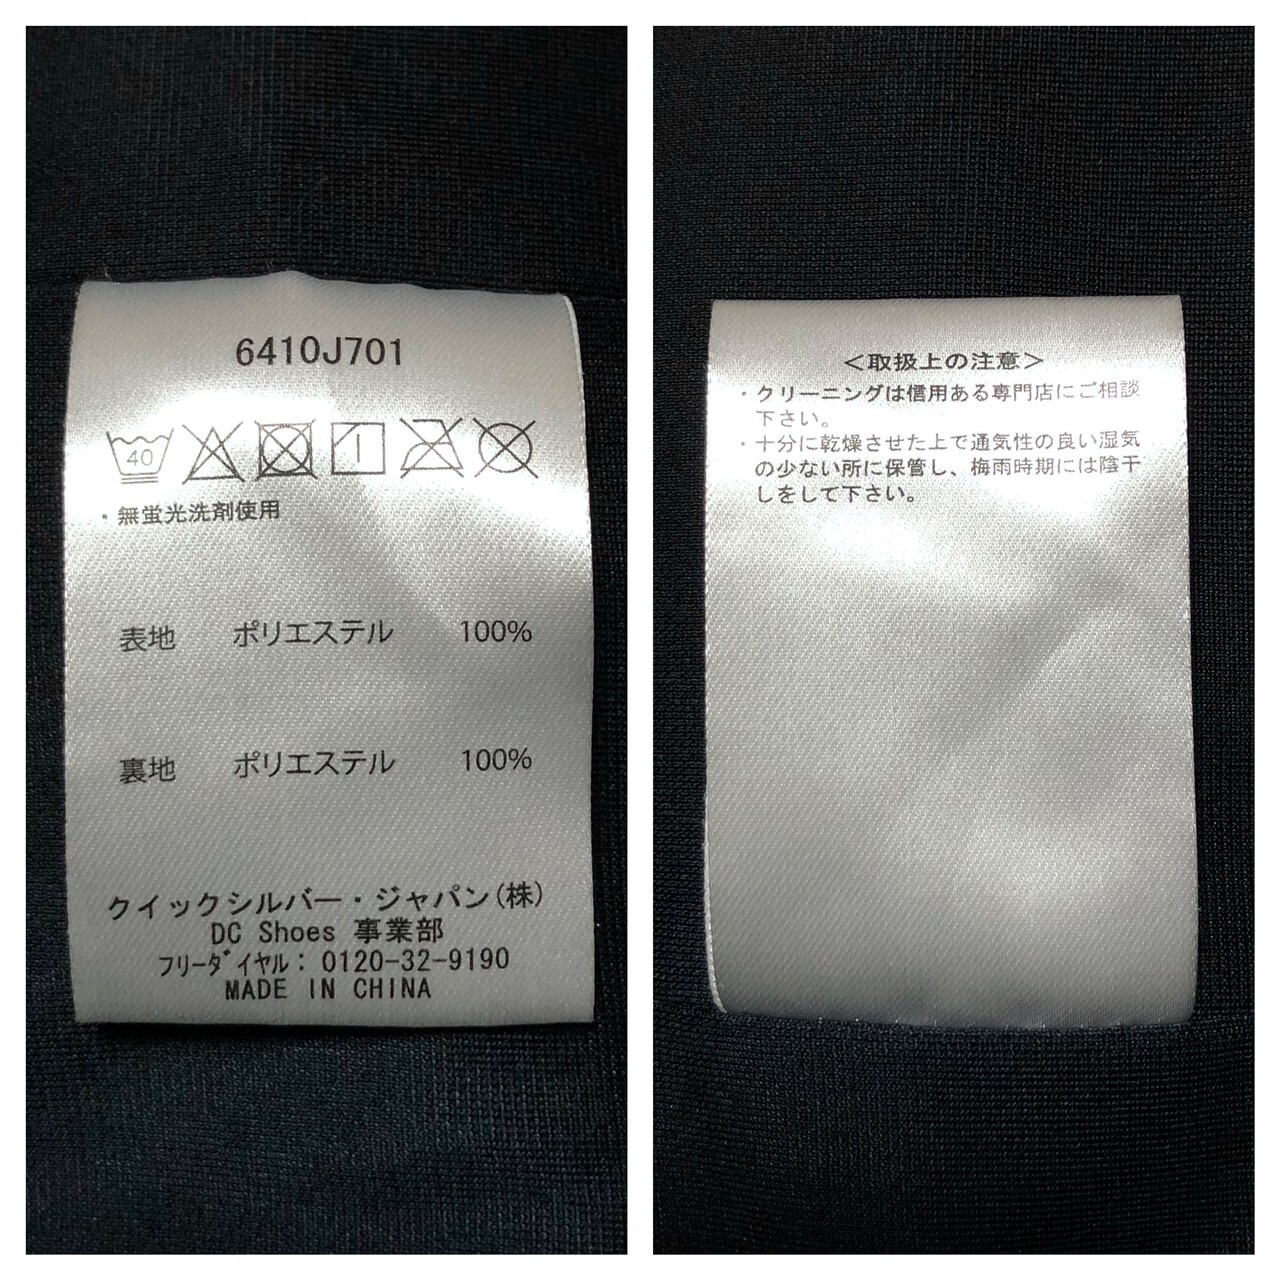 6410J701
40
・無蛍光洗剤使用
表地 ポリエステル 100%
裏地 ポリエステル 100%
クイックシルバー・ジャパン(株)
DC Shoes 事業部
ﾌﾘｰﾀﾞｲﾔﾙ: 0120-32-9190
MADE IN CHINA
＜取扱上の注意＞
・クリーニングは信用ある専門店にご相談
下さい。
・十分に乾燥させた上で通気性の良い湿気
の少ない所に保管し、梅雨時期には陰干
しをして下さい。